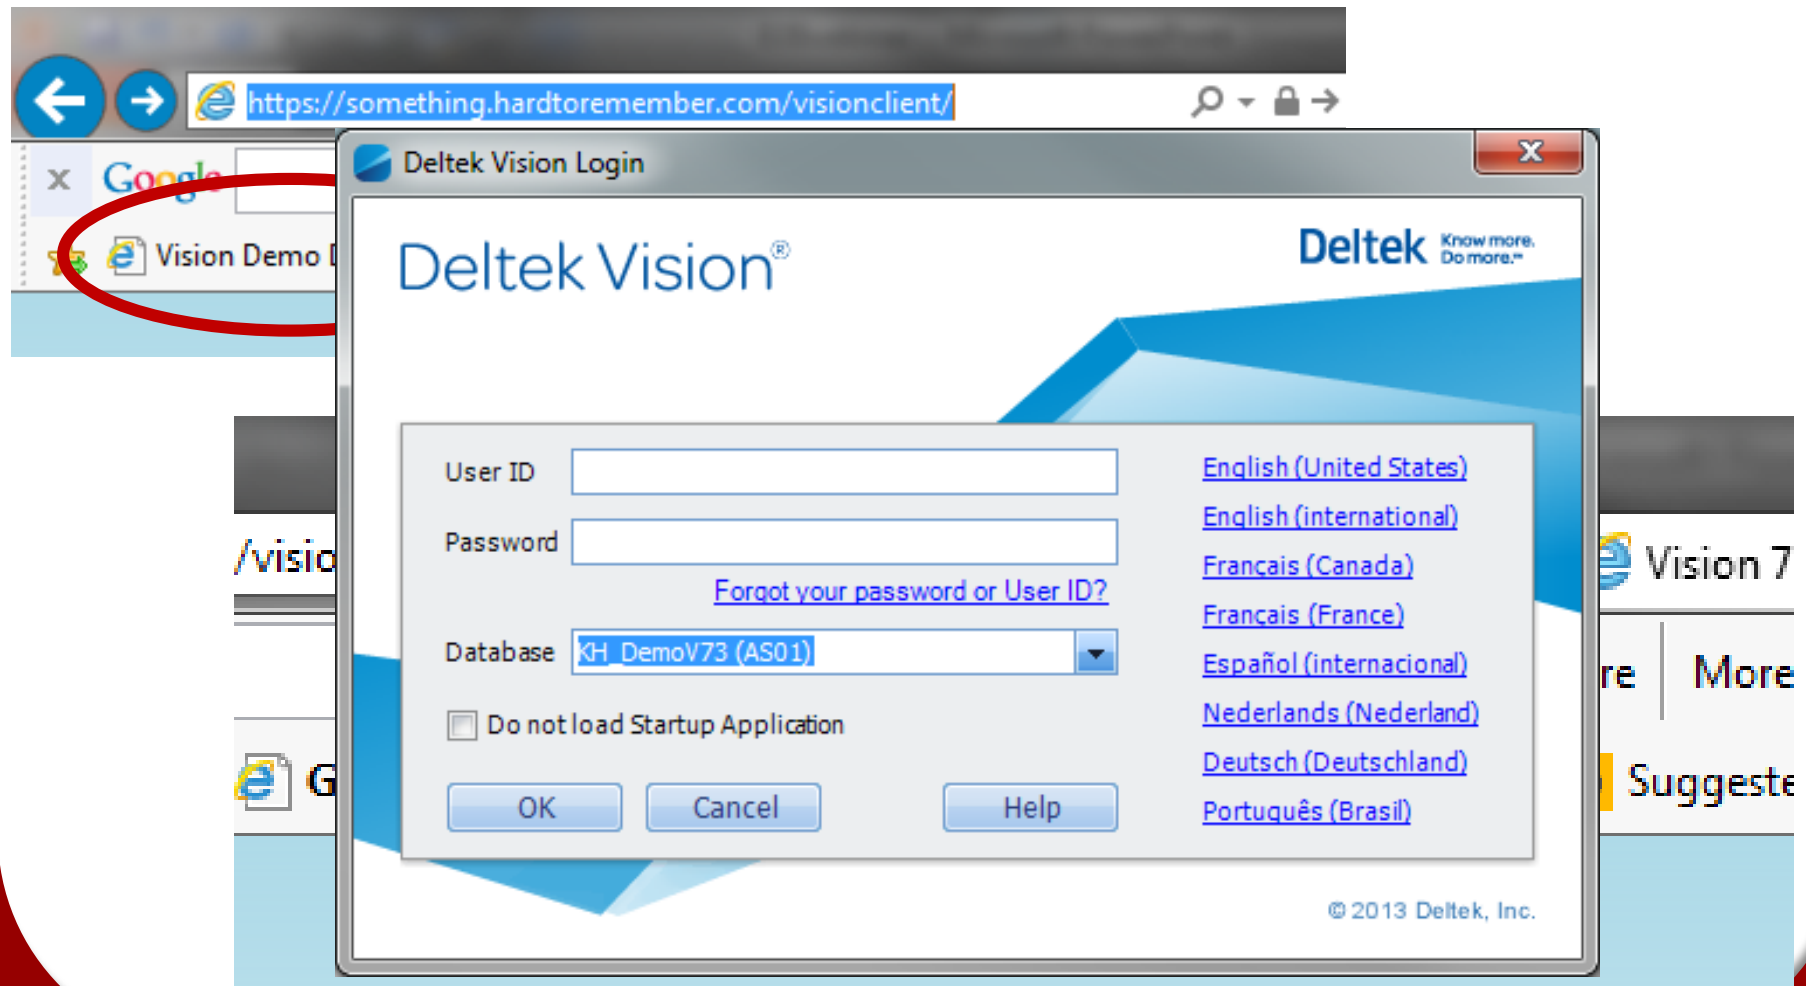 https://something.hardtoremember.com/visionclient/
x Google
Vision Demo
Deltek Vision Login
Deltek Vision®
Deltek Know more.
Do more.™
User ID
Password
Forgot your password or User ID?
Database KH_DemoV73 (AS01)
Do not load Startup Application
OK Cancel Help
English (United States)
English (international)
Français (Canada)
Français (France)
Español (internacional)
Nederlands (Nederland)
Deutsch (Deutschland)
Português (Brasil)
© 2013 Deltek, Inc.
/visio
Vision 7
re More
G
Suggeste